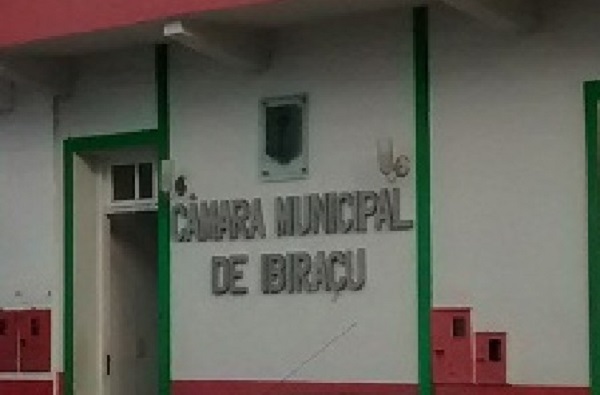 CÂMARA MUNICIPAL
DE IBIRAÇU